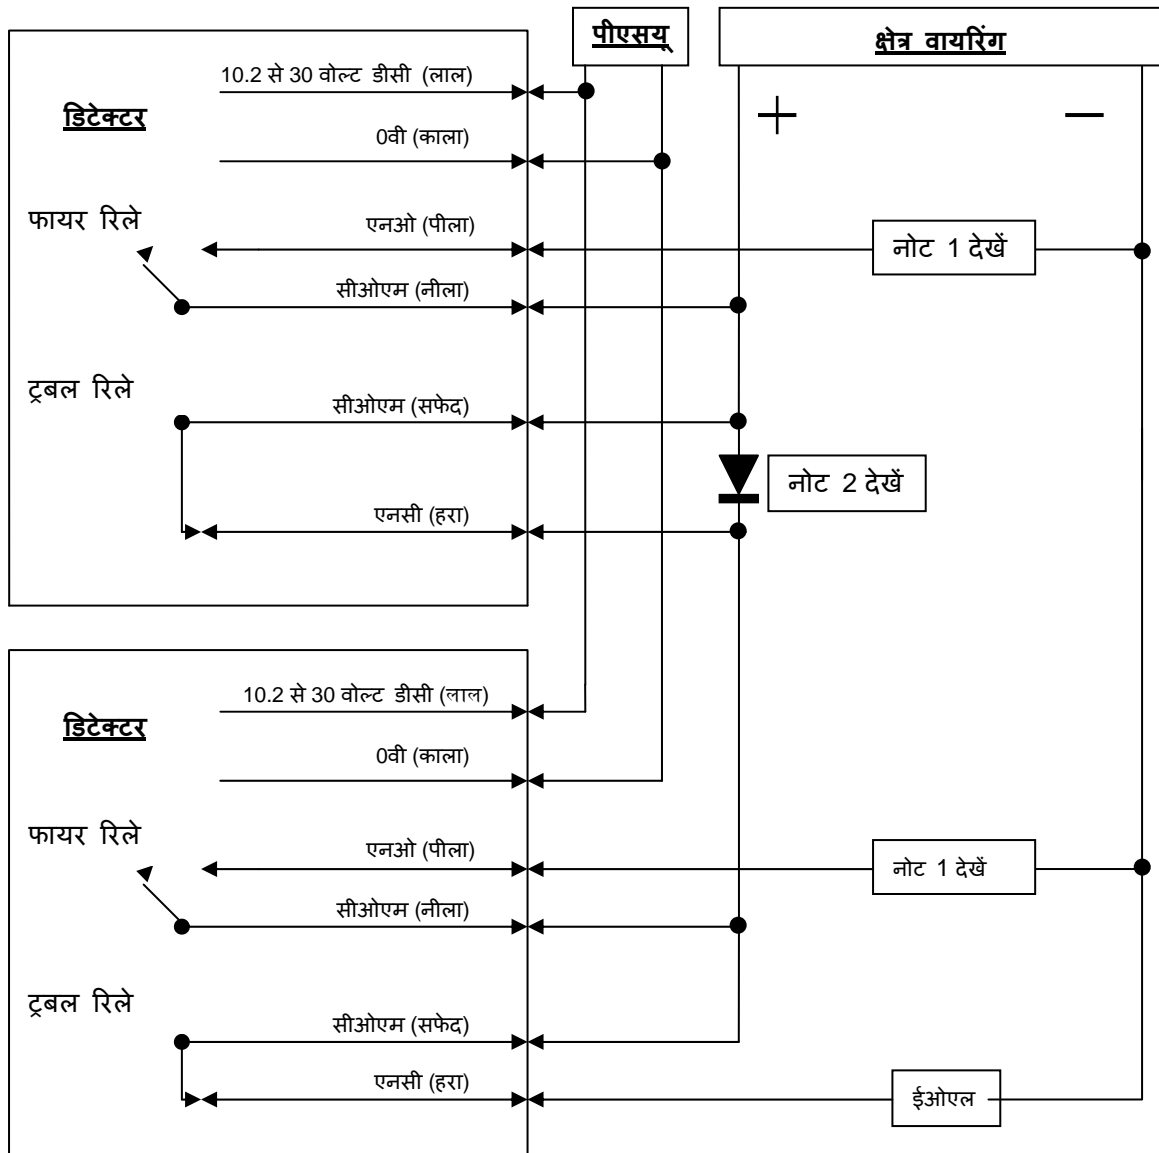 पीएसयू
क्षेत्र वायरिंग
10.2 से 30 वोल्ट डीसी (लाल)
डिटेक्टर
0वी (काला)
फायर रिले
एनओ (पीला)
नोट 1 देखें
सीओएम (नीला)
ट्रबल रिले
सीओएम (सफेद)
नोट 2 देखें
एनसी (हरा)
10.2 से 30 वोल्ट डीसी (लाल)
डिटेक्टर
0वी (काला)
फायर रिले
एनओ (पीला)
नोट 1 देखें
सीओएम (नीला)
ट्रबल रिले
सीओएम (सफेद)
एनसी (हरा)
ईओएल